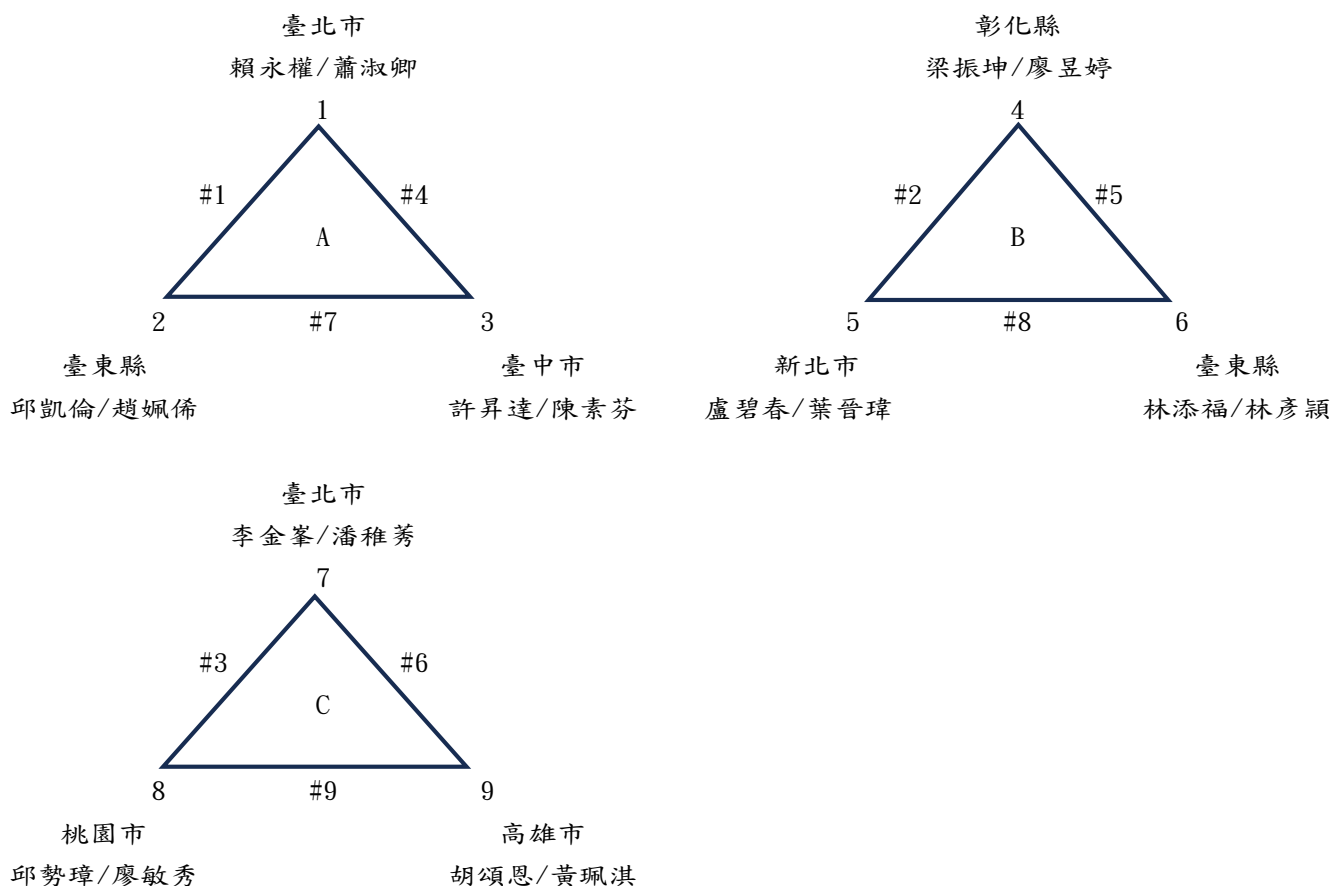 臺北市
賴永權/蕭淑卿
1
#1
#4
A
2
#7
3
臺東縣
邱凱倫/趙姵俙
臺中市
許昇達/陳素芬
彰化縣
梁振坤/廖昱婷
4
#2
#5
B
5
#8
6
新北市
盧碧春/葉晉瑋
臺東縣
林添福/林彥穎
臺北市
李金峯/潘稚莠
7
#3
#6
C
8
#9
9
桃園市
邱勢璋/廖敏秀
高雄市
胡頌恩/黃珮淇